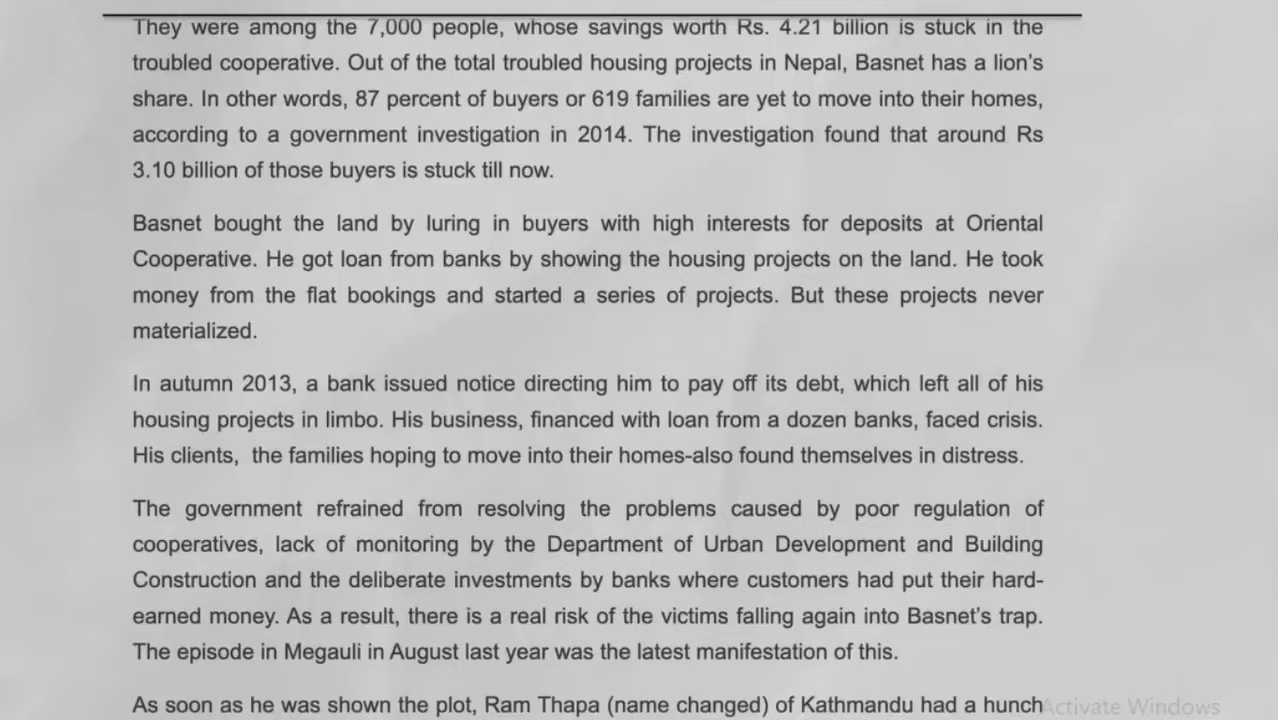 They were among the 7,000 people, whose savings worth Rs. 4.21 billion is stuck in the
troubled cooperative. Out of the total troubled housing projects in Nepal, Basnet has a lion's
share. In other words, 87 percent of buyers or 619 families are yet to move into their homes,
according to a government investigation in 2014. The investigation found that around Rs
3.10 billion of those buyers is stuck till now.
Basnet bought the land by luring in buyers with high interests for deposits at Oriental
Cooperative. He got loan from banks by showing the housing projects on the land. He took
money from the flat bookings and started a series of projects. But these projects never
materialized.
In autumn 2013, a bank issued notice directing him to pay off its debt, which left all of his
housing projects in limbo. His business, financed with loan from a dozen banks, faced crisis.
His clients,  the families hoping to move into their homes-also found themselves in distress.
The government refrained from resolving the problems caused by poor regulation of
cooperatives, lack of monitoring by the Department of Urban Development and Building
Construction and the deliberate investments by banks where customers had put their hard-
earned money. As a result, there is a real risk of the victims falling again into Basnet's trap.
The episode in Megauli in August last year was the latest manifestation of this.
As soon as he was shown the plot, Ram Thapa (name changed) of Kathmandu had a hunch
Activate Windows